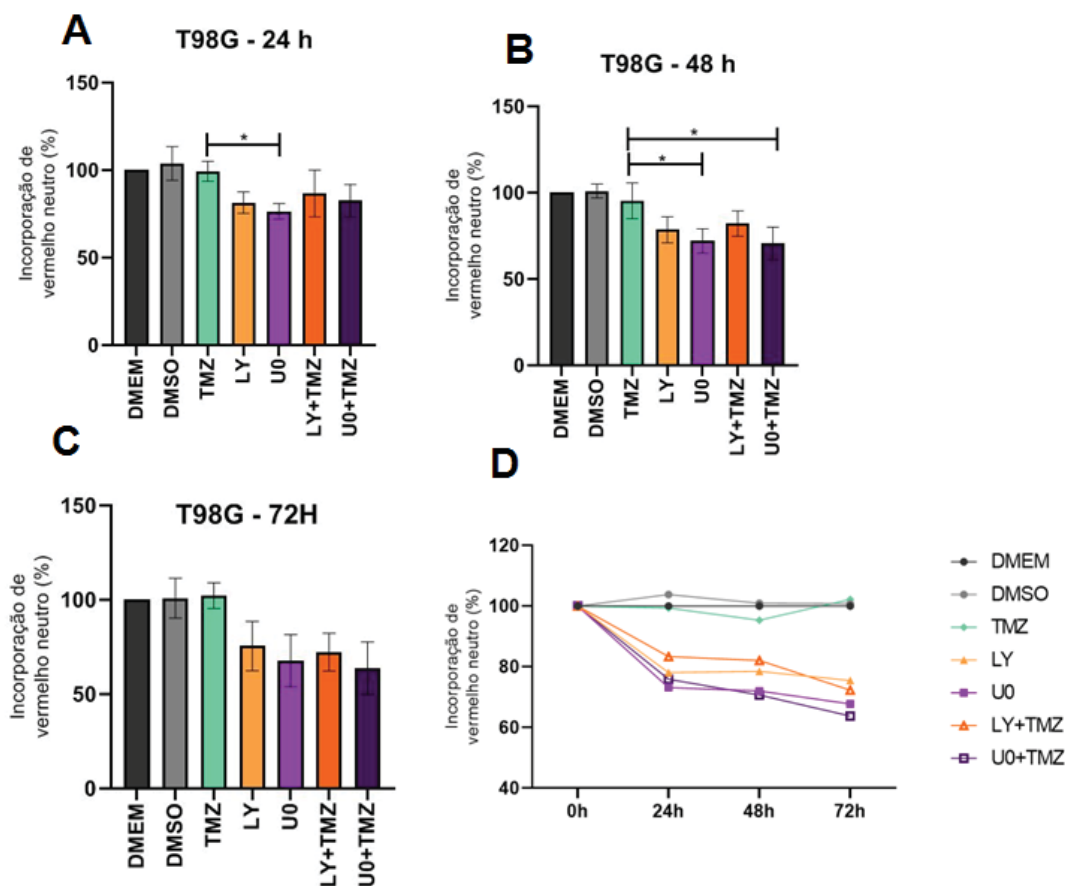 A
T98G - 24 h
Incorporação de
vermelho neutro (%)
150
100
50
0
DMEM
DMSO
TMZ
LY
U0
LY+TMZ
U0+TMZ
*
B
T98G - 48 h
Incorporação de
vermelho neutro (%)
150
100
50
0
DMEM
DMSO
TMZ
LY
U0
LY+TMZ
U0+TMZ
*
*
C
T98G - 72H
Incorporação de
vermelho neutro (%)
150
100
50
0
DMEM
DMSO
TMZ
LY
U0
LY+TMZ
U0+TMZ
D
Incorporação de
vermelho neutro (%)
120
100
80
60
40
0h
24h
48h
72h
DMEM
DMSO
TMZ
LY
U0
LY+TMZ
U0+TMZ